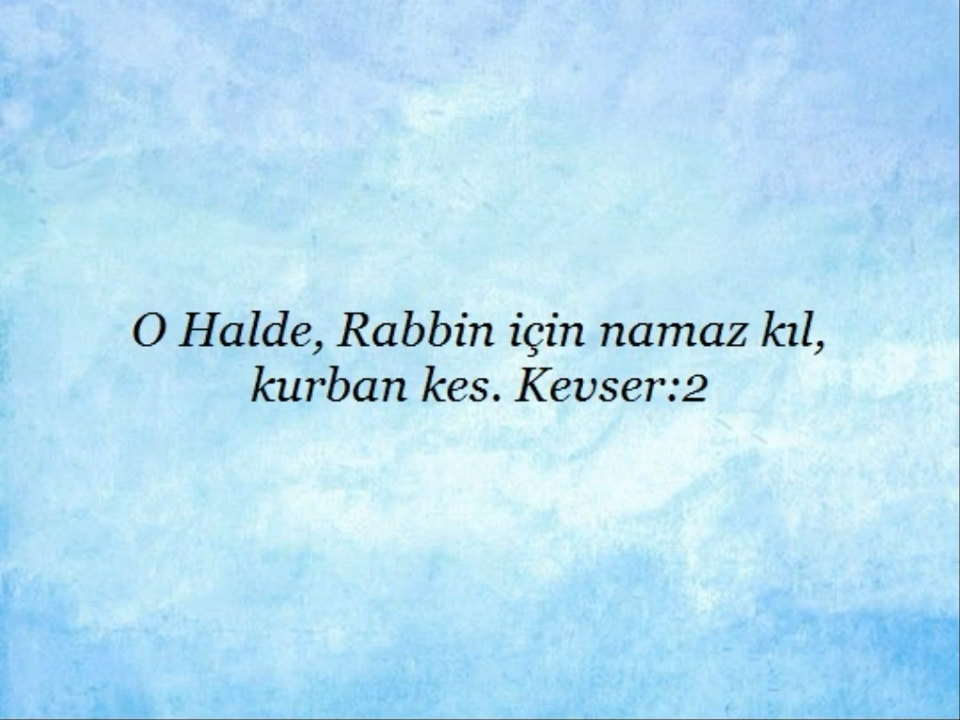 O Halde, Rabbin için namaz kıl,
kurban kes. Kevser:2